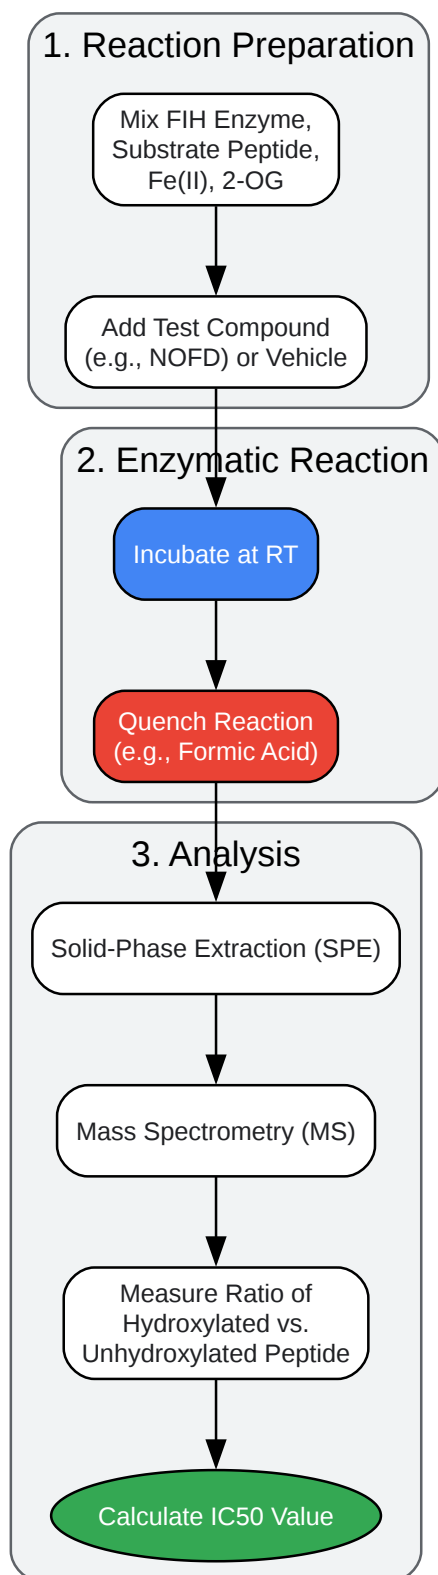 1. Reaction Preparation
Mix FIH Enzyme,
Substrate Peptide,
Fe(II), 2-OG
Add Test Compound
(e.g., NOFD) or Vehicle
2. Enzymatic Reaction
Incubate at RT
Quench Reaction
(e.g., Formic Acid)
3. Analysis
Solid-Phase Extraction (SPE)
Mass Spectrometry (MS)
Measure Ratio of
Hydroxylated vs.
Unhydroxylated Peptide
Calculate IC50 Value